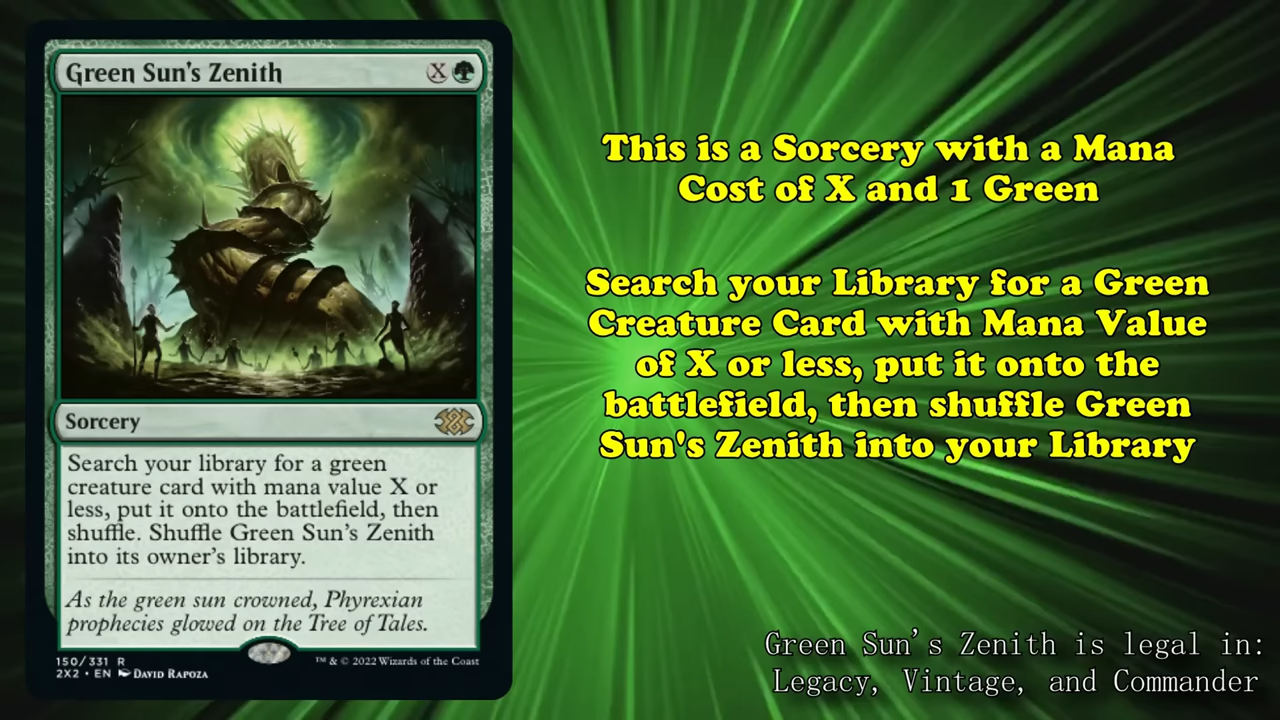 Green Sun's Zenith X
Sorcery
Search your library for a green
creature card with mana value X or
less, put it onto the battlefield, then
shuffle. Shuffle Green Sun's Zenith
into its owner's library.
As the green sun crowned, Phyrexian
prophecies glowed on the Tree of Tales.
150/331 R
2X2 • EN DAVID RAPOZA
™ & © 2022 Wizards of the Coast
This is a Sorcery with a Mana
Cost of X and 1 Green
Search your Library for a Green
Creature Card with Mana Value
of X or less, put it onto the
battlefield, then shuffle Green
Sun's Zenith into your Library
Green Sun's Zenith is legal in:
Legacy, Vintage, and Commander